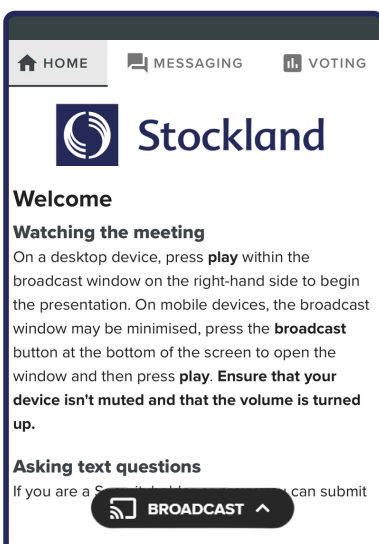 HOME MESSAGING VOTING
Stockland
Welcome
Watching the meeting
On a desktop device, press play within the
broadcast window on the right-hand side to begin
the presentation. On mobile devices, the broadcast
window may be minimised, press the broadcast
button at the bottom of the screen to open the
window and then press play. Ensure that your
device isn't muted and that the volume is turned
up.
Asking text questions
If you are a can submit
BROADCAST